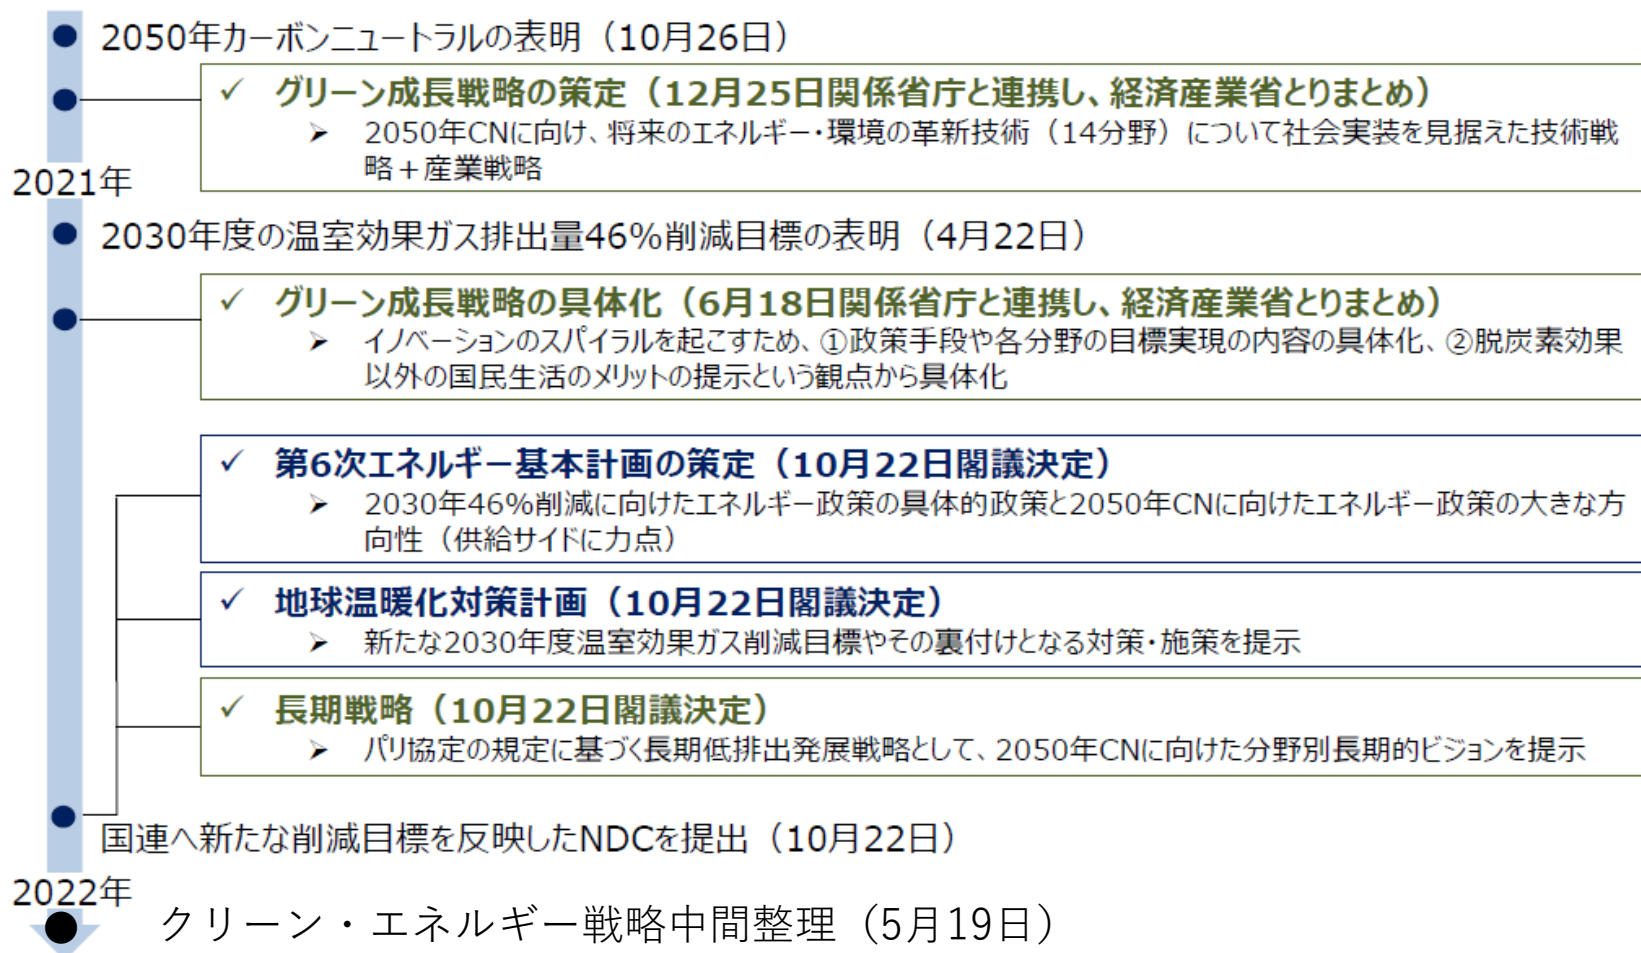 2050年カーボンニュートラルの表明（10月26日）
✓ グリーン成長戦略の策定（12月25日関係省庁と連携し、経済産業省とりまとめ）
➢ 2050年CNに向け、将来のエネルギー・環境の革新技術（14分野）について社会実装を見据えた技術戦
略＋産業戦略
2021年
2030年度の温室効果ガス排出量46%削減目標の表明（4月22日）
✓ グリーン成長戦略の具体化（6月18日関係省庁と連携し、経済産業省とりまとめ）
➢ イノベーションのスパイラルを起こすため、①政策手段や各分野の目標実現の内容の具体化、②脱炭素効果
以外の国民生活のメリットの提示という観点から具体化
✓ 第6次エネルギー基本計画の策定（10月22日閣議決定）
➢ 2030年46%削減に向けたエネルギー政策の具体的政策と2050年CNに向けたエネルギー政策の大きな方
向性（供給サイドに力点）
✓ 地球温暖化対策計画（10月22日閣議決定）
➢ 新たな2030年度温室効果ガス削減目標やその裏付けとなる対策・施策を提示
✓ 長期戦略（10月22日閣議決定）
➢ パリ協定の規定に基づく長期低排出発展戦略として、2050年CNに向けた分野別長期的ビジョンを提示
国連へ新たな削減目標を反映したNDCを提出（10月22日）
2022年
クリーン・エネルギー戦略中間整理（5月19日）